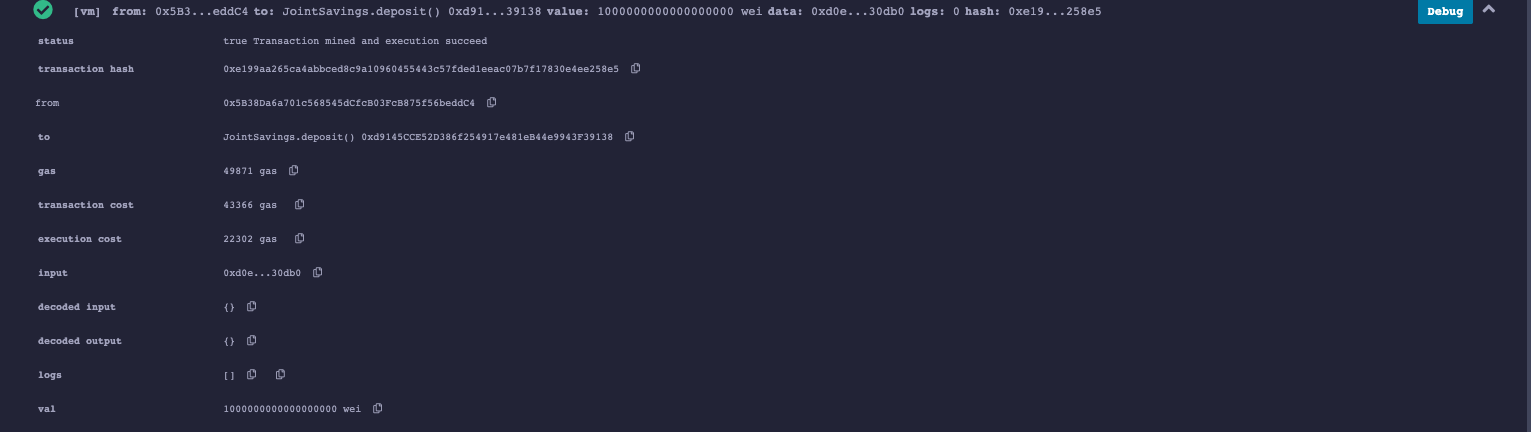 [vm] from: 0x5B3...eddC4 to: JointSavings.deposit() 0xd91...39138 value: 1000000000000000000 wei data: 0xd0e...30db0 logs: 0 hash: 0xe19...258e5 Debug
status true Transaction mined and execution succeed
transaction hash 0xe199aa265ca4abbced8c9a10960455443c57fded1eeac07b7f17830e4ee258e5
from 0x5B38Da6a701c568545dCfcB03FcB875f56beddC4
to JointSavings.deposit() 0xd9145CCE52D386f254917e481eB44e9943F39138
gas 49871 gas
transaction cost 43366 gas
execution cost 22302 gas
input 0xd0e...30db0
decoded input {}
decoded output {}
logs []
val 1000000000000000000 wei